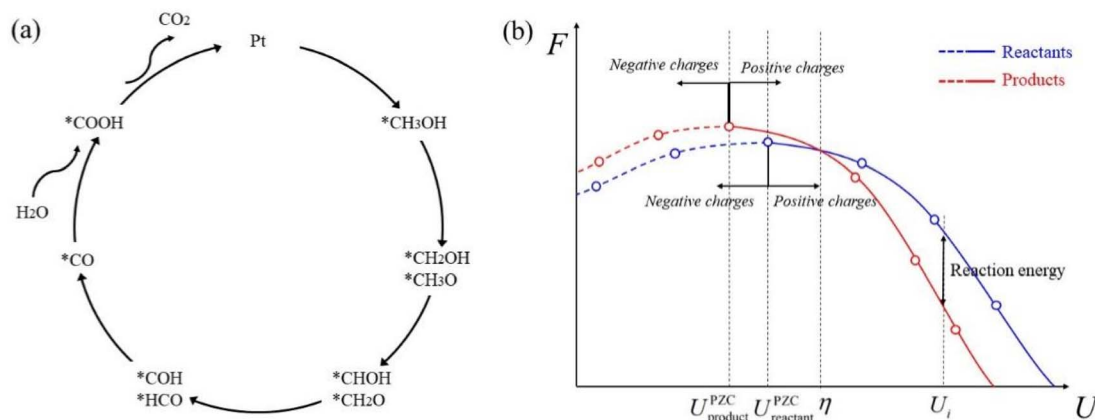 (a)
CO2
Pt
*COOH
*CH3OH
H2O
*CO
*CH2OH
*CH3O
*COH
*HCO
*CHOH
*CH2O
(b)
F
Reactants
Products
Negative charges
Positive charges
Negative charges
Positive charges
Reaction energy
U^PZC_product
U^PZC_reactant
η
U_i
U